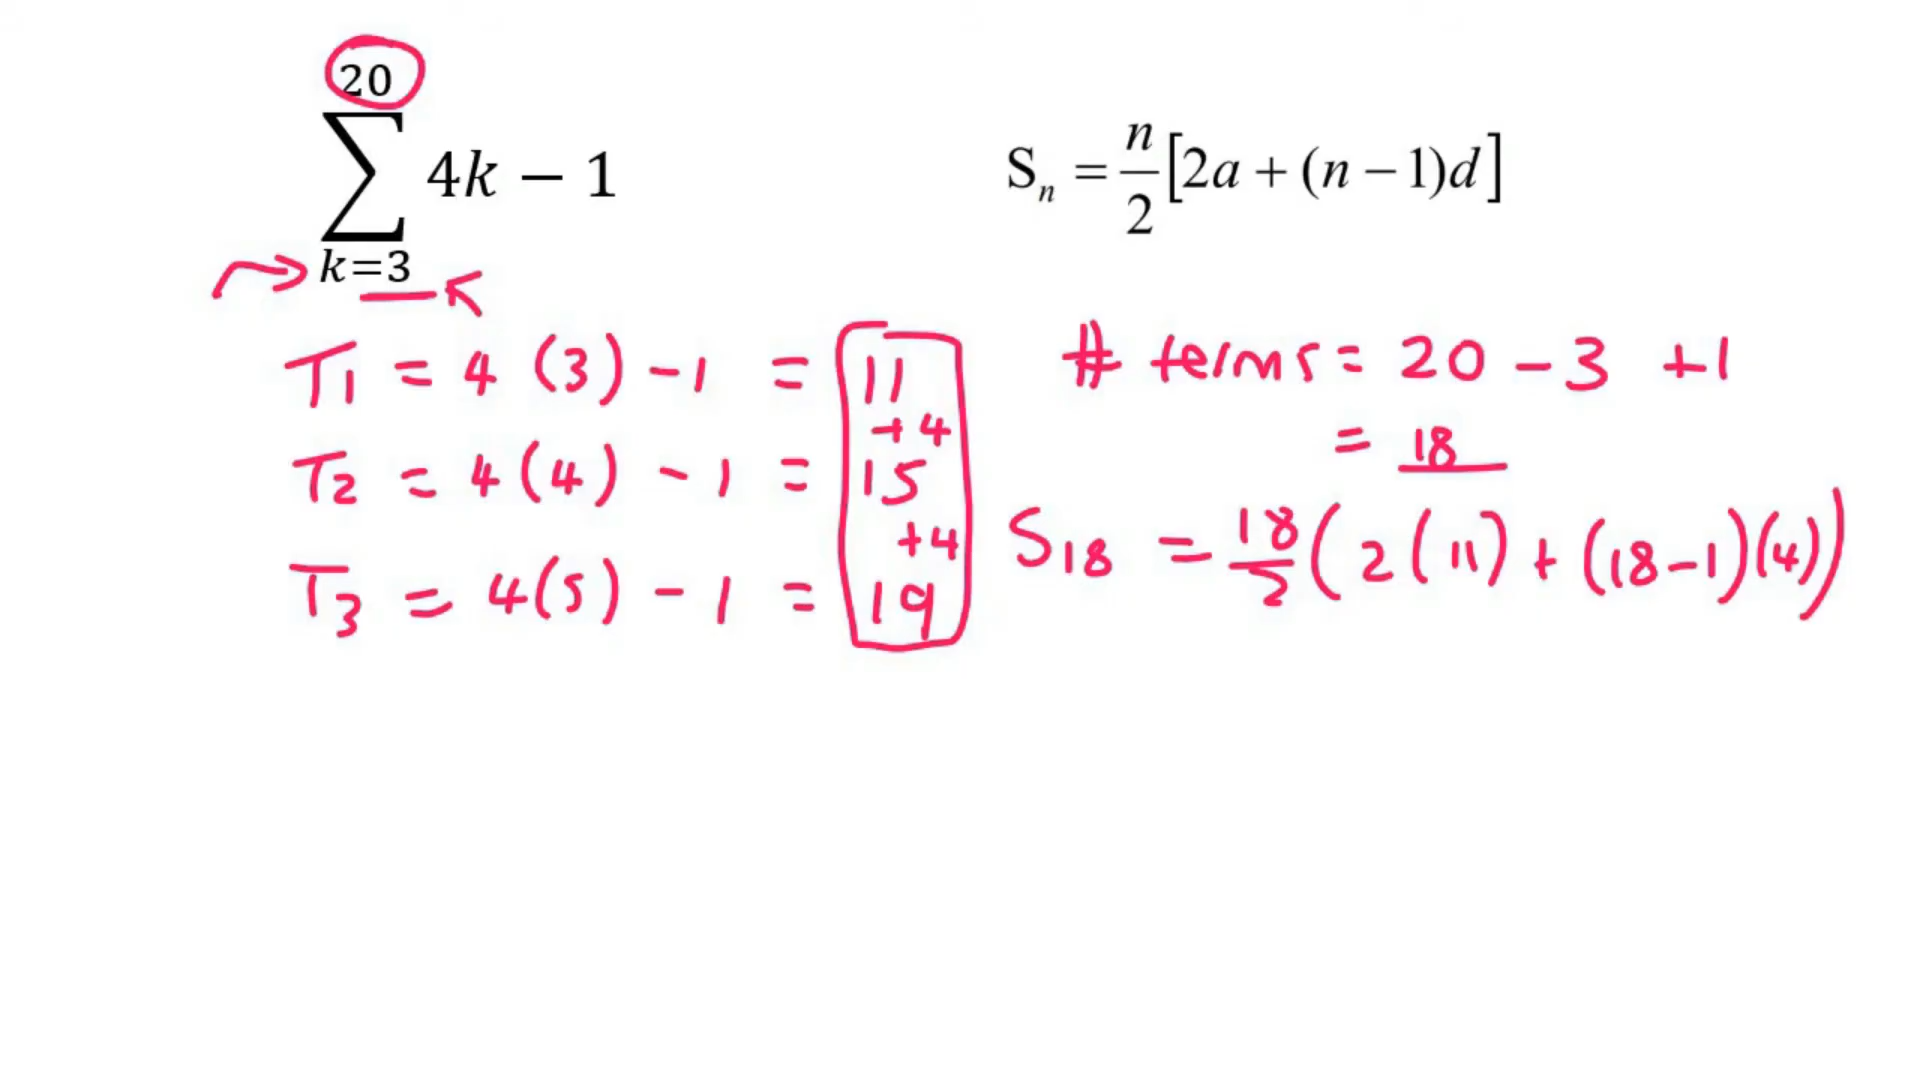 20
∑ 4k − 1
k=3
Sₙ = n/2 [2a + (n − 1)d]
T1 = 4 (3) - 1 = 11
+4
T2 = 4(4) - 1 = 15
+4
T3 = 4(5) - 1 = 19
# terms = 20 - 3 +1
= 18
S18 = 18/2 ( 2 ( 11) + (18-1)(4))